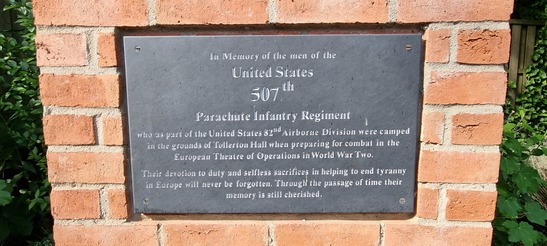 In Memory of the men of the
United States
507th
Parachute Infantry Regiment
who as part of the United States 82nd Airborne Division were camped
in the grounds of Tollerton Hall when preparing for combat in the
European Theatre of Operations in World War Two.
Their devotion to duty and selfless sacrifices in helping to end tyranny
in Europe will never be forgotten. Through the passage of time their
memory is still cherished.